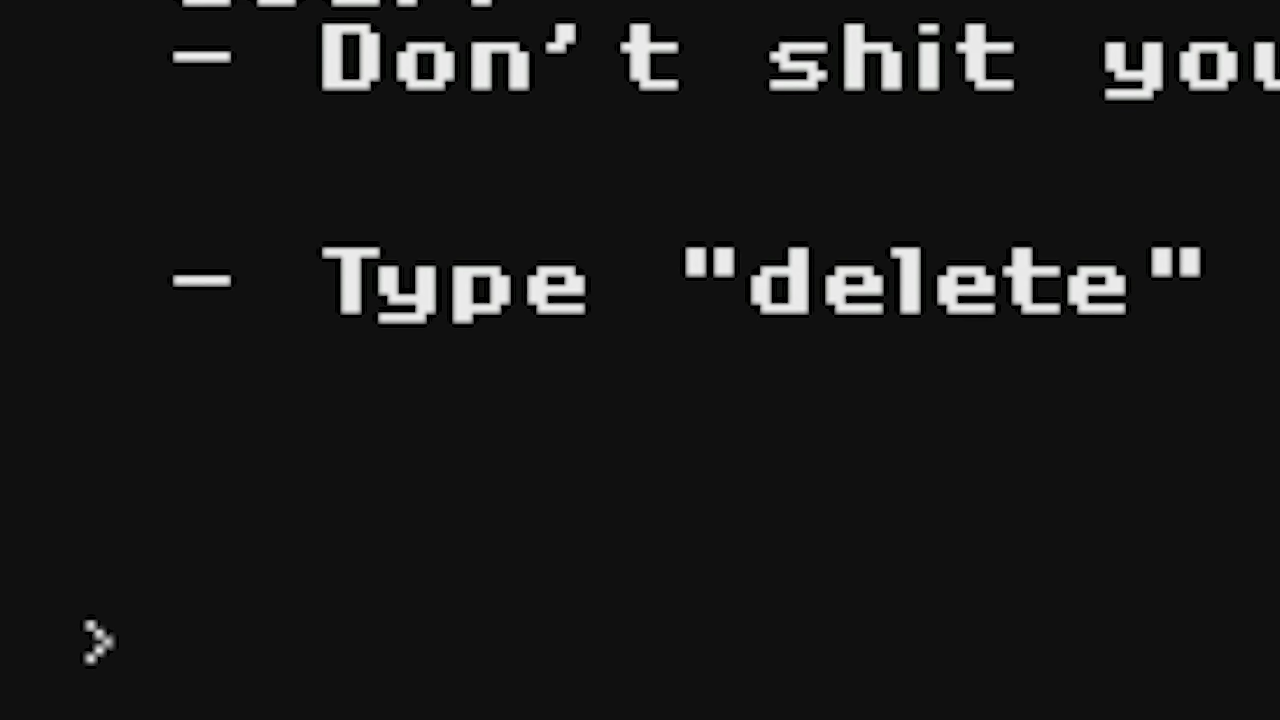 – Don't shit you
– Type "delete"
>